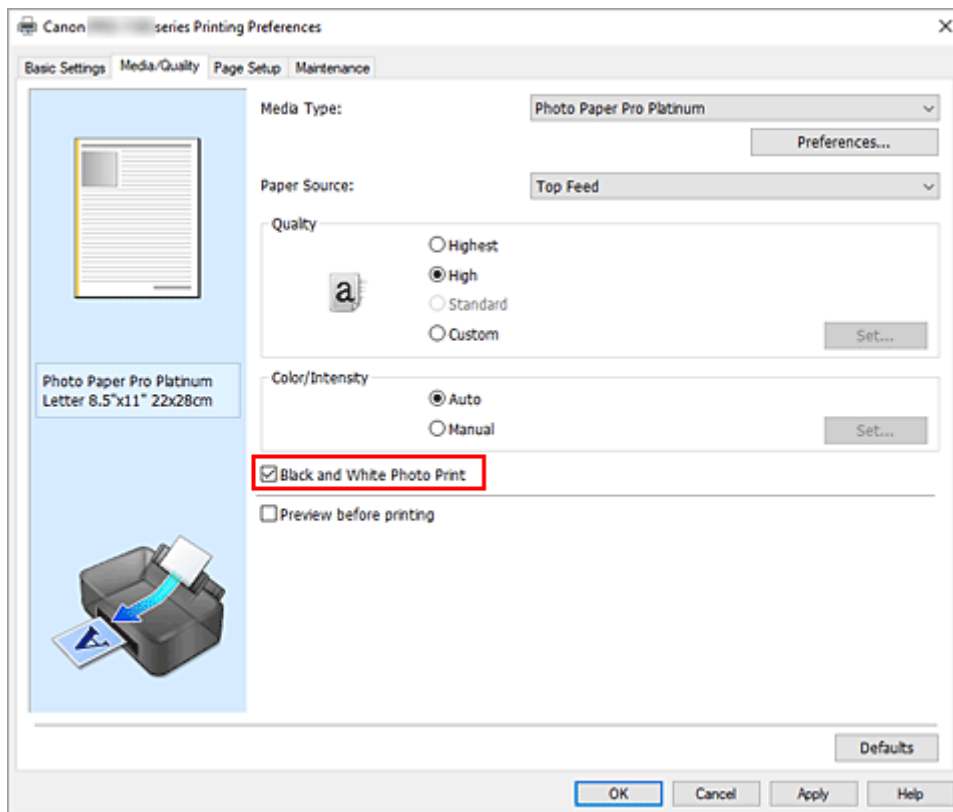 Canon series Printing Preferences
Basic Settings Media/Quality Page Setup Maintenance
Media Type: Photo Paper Pro Platinum
Preferences...
Paper Source: Top Feed
Quality
Highest
a
High
Standard
Custom Set...
Photo Paper Pro Platinum
Letter 8.5"x11" 22x28cm
Color/Intensity
Auto
Manual Set...
Black and White Photo Print
Preview before printing
A
Defaults
OK Cancel Apply Help